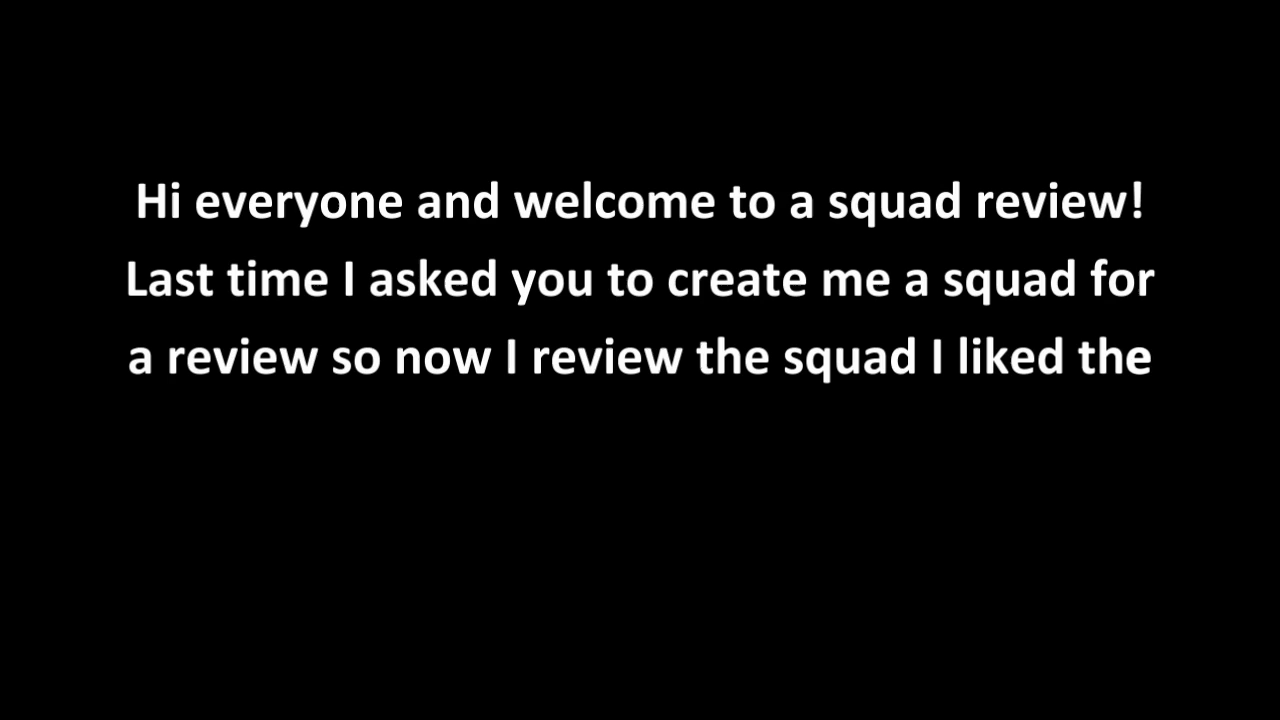 Hi everyone and welcome to a squad review!
Last time I asked you to create me a squad for
a review so now I review the squad I liked the